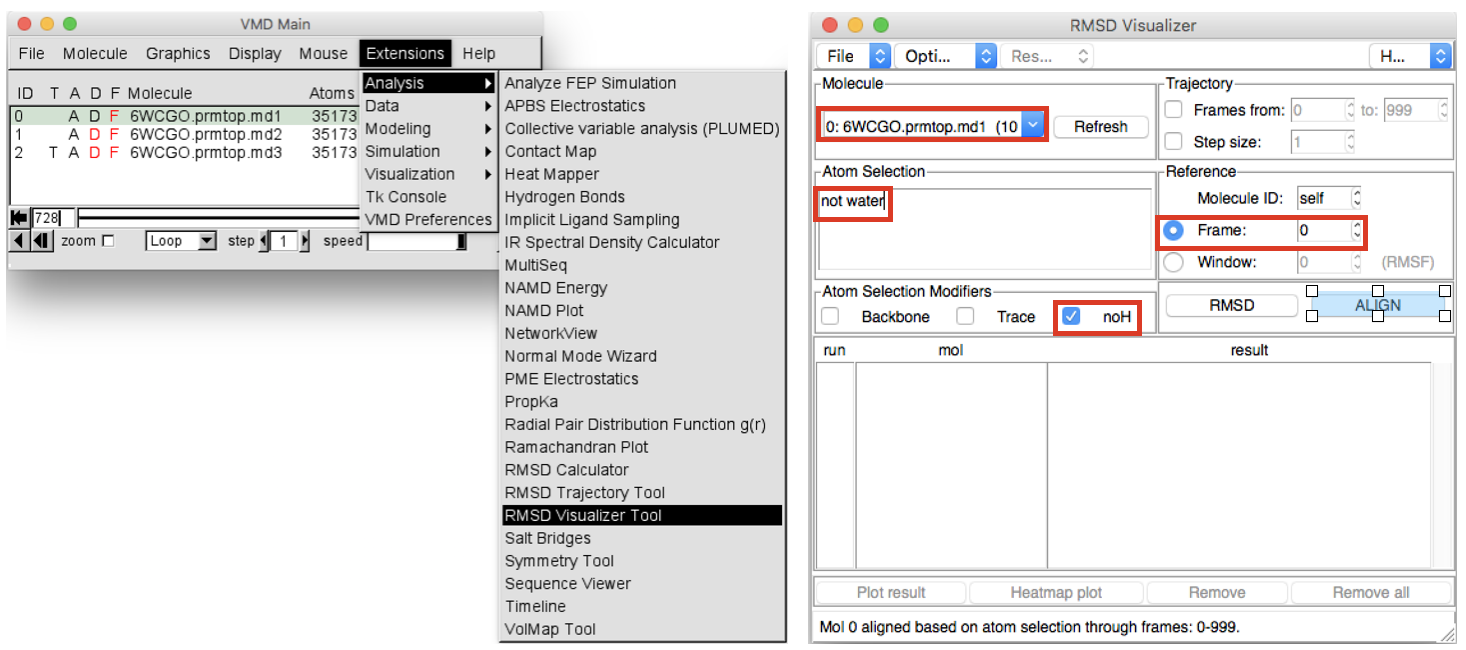 VMD Main
File Molecule Graphics Display Mouse Extensions Help
ID T A D F Molecule Atoms
0 A D F 6WCGO.prmtop.md1 35173
1 A D F 6WCGO.prmtop.md2 35173
2 T A D F 6WCGO.prmtop.md3 35173
728
zoom Loop step 1 speed
Analysis
Data
Modeling
Simulation
Visualization
Tk Console
VMD Preferences
Analyze FEP Simulation
APBS Electrostatics
Collective variable analysis (PLUMED)
Contact Map
Heat Mapper
Hydrogen Bonds
Implicit Ligand Sampling
IR Spectral Density Calculator
MultiSeq
NAMD Energy
NAMD Plot
NetworkView
Normal Mode Wizard
PME Electrostatics
PropKa
Radial Pair Distribution Function g(r)
Ramachandran Plot
RMSD Calculator
RMSD Trajectory Tool
RMSD Visualizer Tool
Salt Bridges
Symmetry Tool
Sequence Viewer
Timeline
VolMap Tool
RMSD Visualizer
File Opti... Res... H...
Molecule
0: 6WCGO.prmtop.md1 (10 Refresh
Trajectory
Frames from: 0 to: 999
Step size: 1
Atom Selection
not water
Reference
Molecule ID: self
Frame: 0
Window: 0 (RMSF)
Atom Selection Modifiers
Backbone Trace noH
RMSD ALIGN
run mol result
Plot result Heatmap plot Remove Remove all
Mol 0 aligned based on atom selection through frames: 0-999.